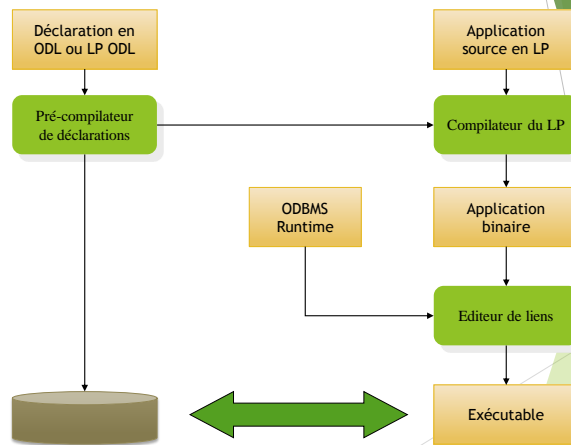 Déclaration en
ODL ou LP ODL
Application
source en LP
Pré-compilateur
de déclarations
Compilateur du LP
ODBMS
Runtime
Application
binaire
Editeur de liens
Exécutable